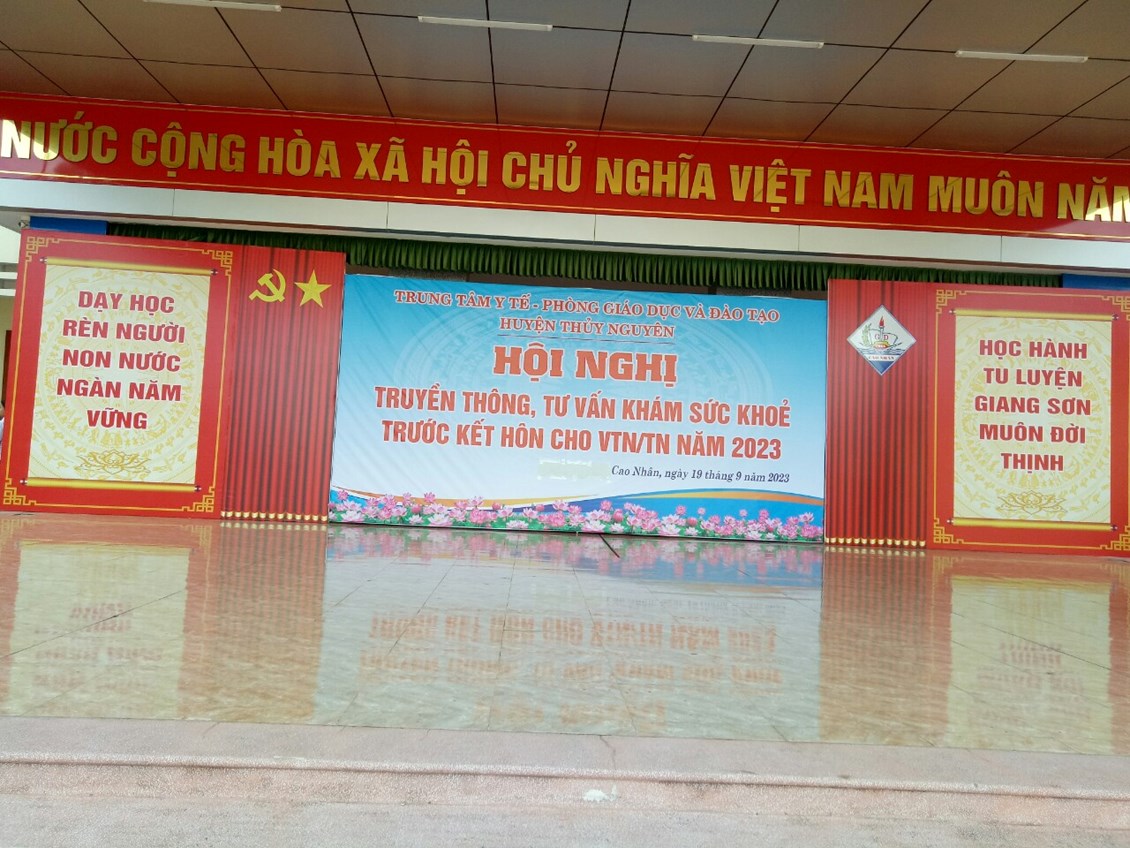 NƯỚC CỘNG HÒA XÃ HỘI CHỦ NGHĨA VIỆT NAM MUÔN NĂM
DẠY HỌC
RÈN NGƯỜI
NON NƯỚC
NGÀN NĂM
VỮNG
TRUNG TÂM Y TẾ - PHÒNG GIÁO DỤC VÀ ĐÀO TẠO
HUYỆN THỦY NGUYÊN
HỘI NGHỊ
TRUYỀN THÔNG, TƯ VẤN KHÁM SỨC KHOẺ
TRƯỚC KẾT HÔN CHO VTN/TN NĂM 2023
Cao Nhân, ngày 19 tháng 9 năm 2023
HỌC HÀNH
TU LUYỆN
GIANG SƠN
MUÔN ĐỜI
THỊNH